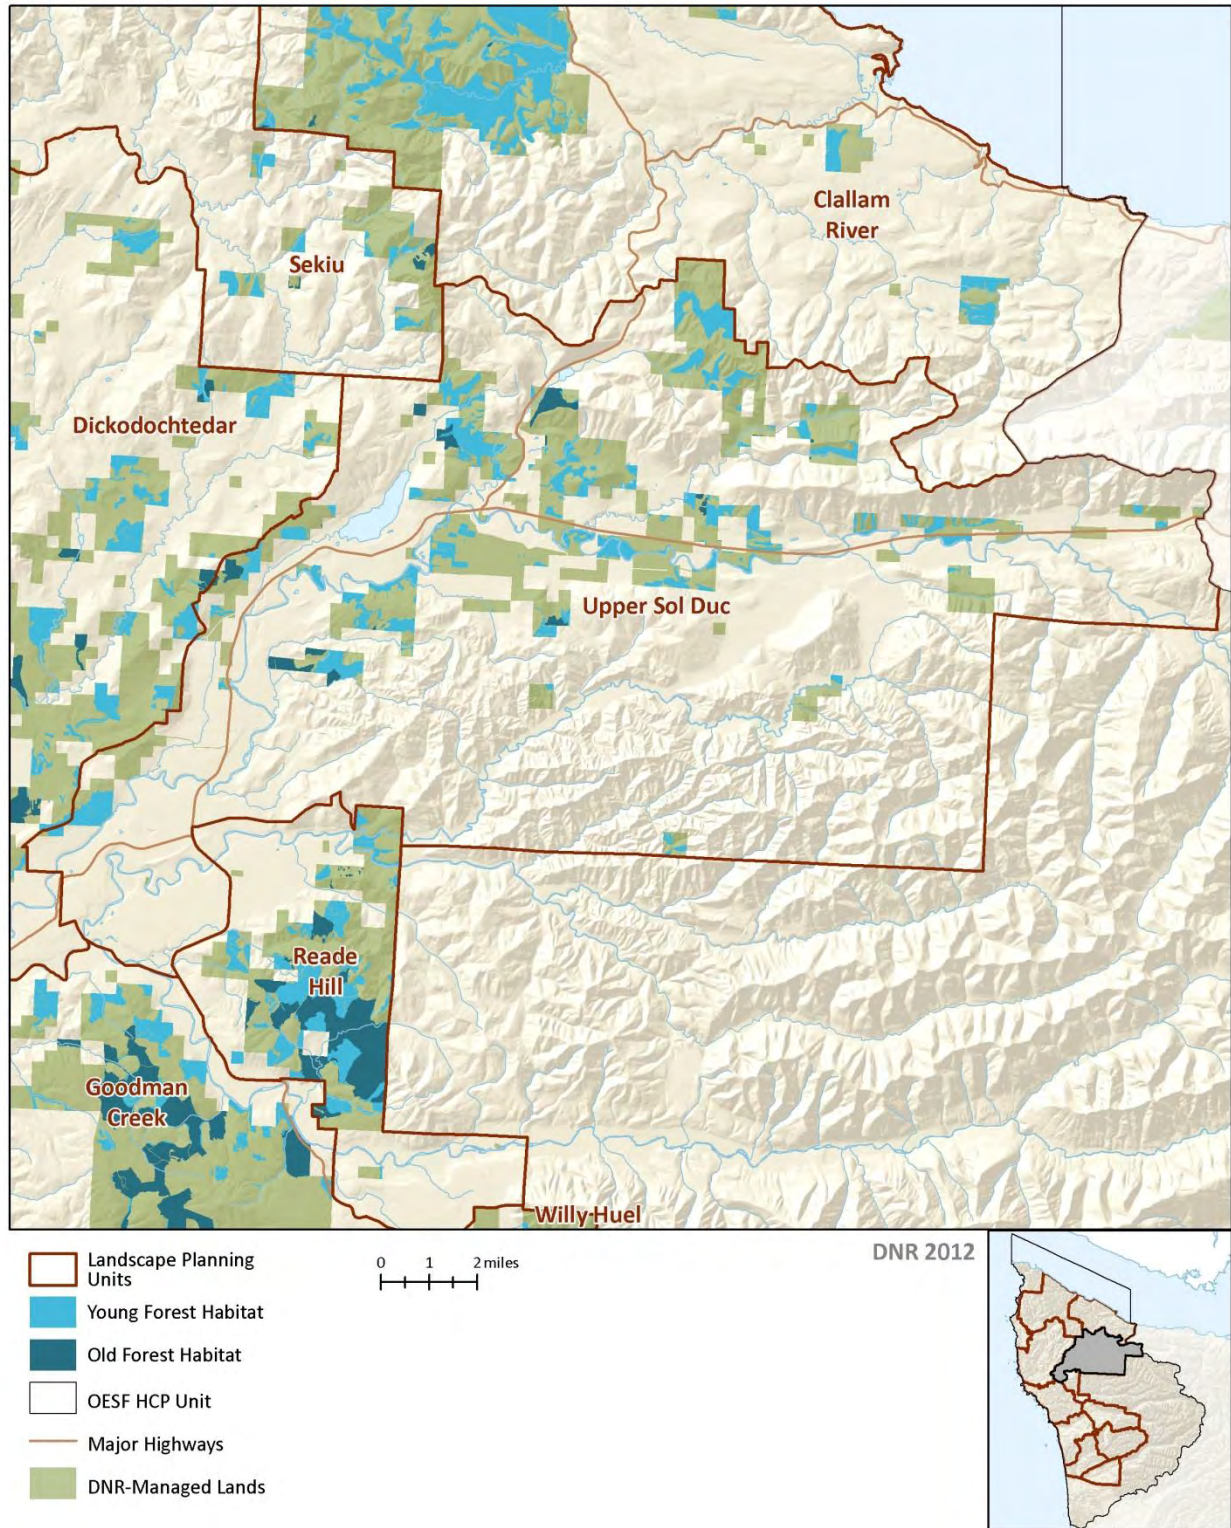 Clallam
River
Sekiu
Dickodochtedar
Upper Sol Duc
Reade
Hill
Goodman
Creek
Willy Huel
DNR 2012
Landscape Planning
Units
Young Forest Habitat
Old Forest Habitat
OESF HCP Unit
Major Highways
DNR-Managed Lands
0 1 2 miles